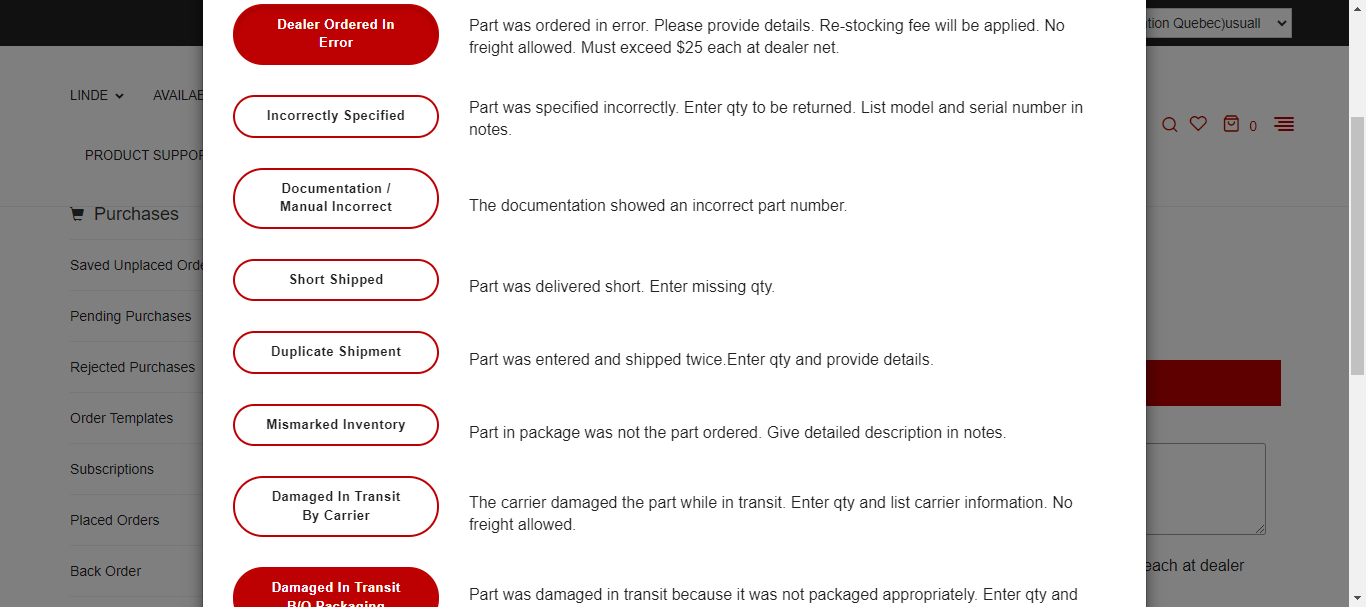 Dealer Ordered In
Error
Part was ordered in error. Please provide details. Re-stocking fee will be applied. No
freight allowed. Must exceed $25 each at dealer net.
Quebec)usuall
LINDE
Incorrectly Specified
Part was specified incorrectly. Enter qty to be returned. List model and serial number in
notes.
0
PRODUCT
Documentation /
Manual Incorrect
The documentation showed an incorrect part number.
Purchases
Saved Unplaced
Short Shipped
Part was delivered short. Enter missing qty.
Pending Purchases
Duplicate Shipment
Part was entered and shipped twice.Enter qty and provide details.
Rejected Purchases
Order Templates
Mismarked Inventory
Part in package was not the part ordered. Give detailed description in notes.
Subscriptions
Damaged In Transit
By Carrier
The carrier damaged the part while in transit. Enter qty and list carrier information. No
freight allowed.
Placed Orders
Back Order
each at dealer
Damaged In Transit
B/O Packaging
Part was damaged in transit because it was not packaged appropriately. Enter qty and